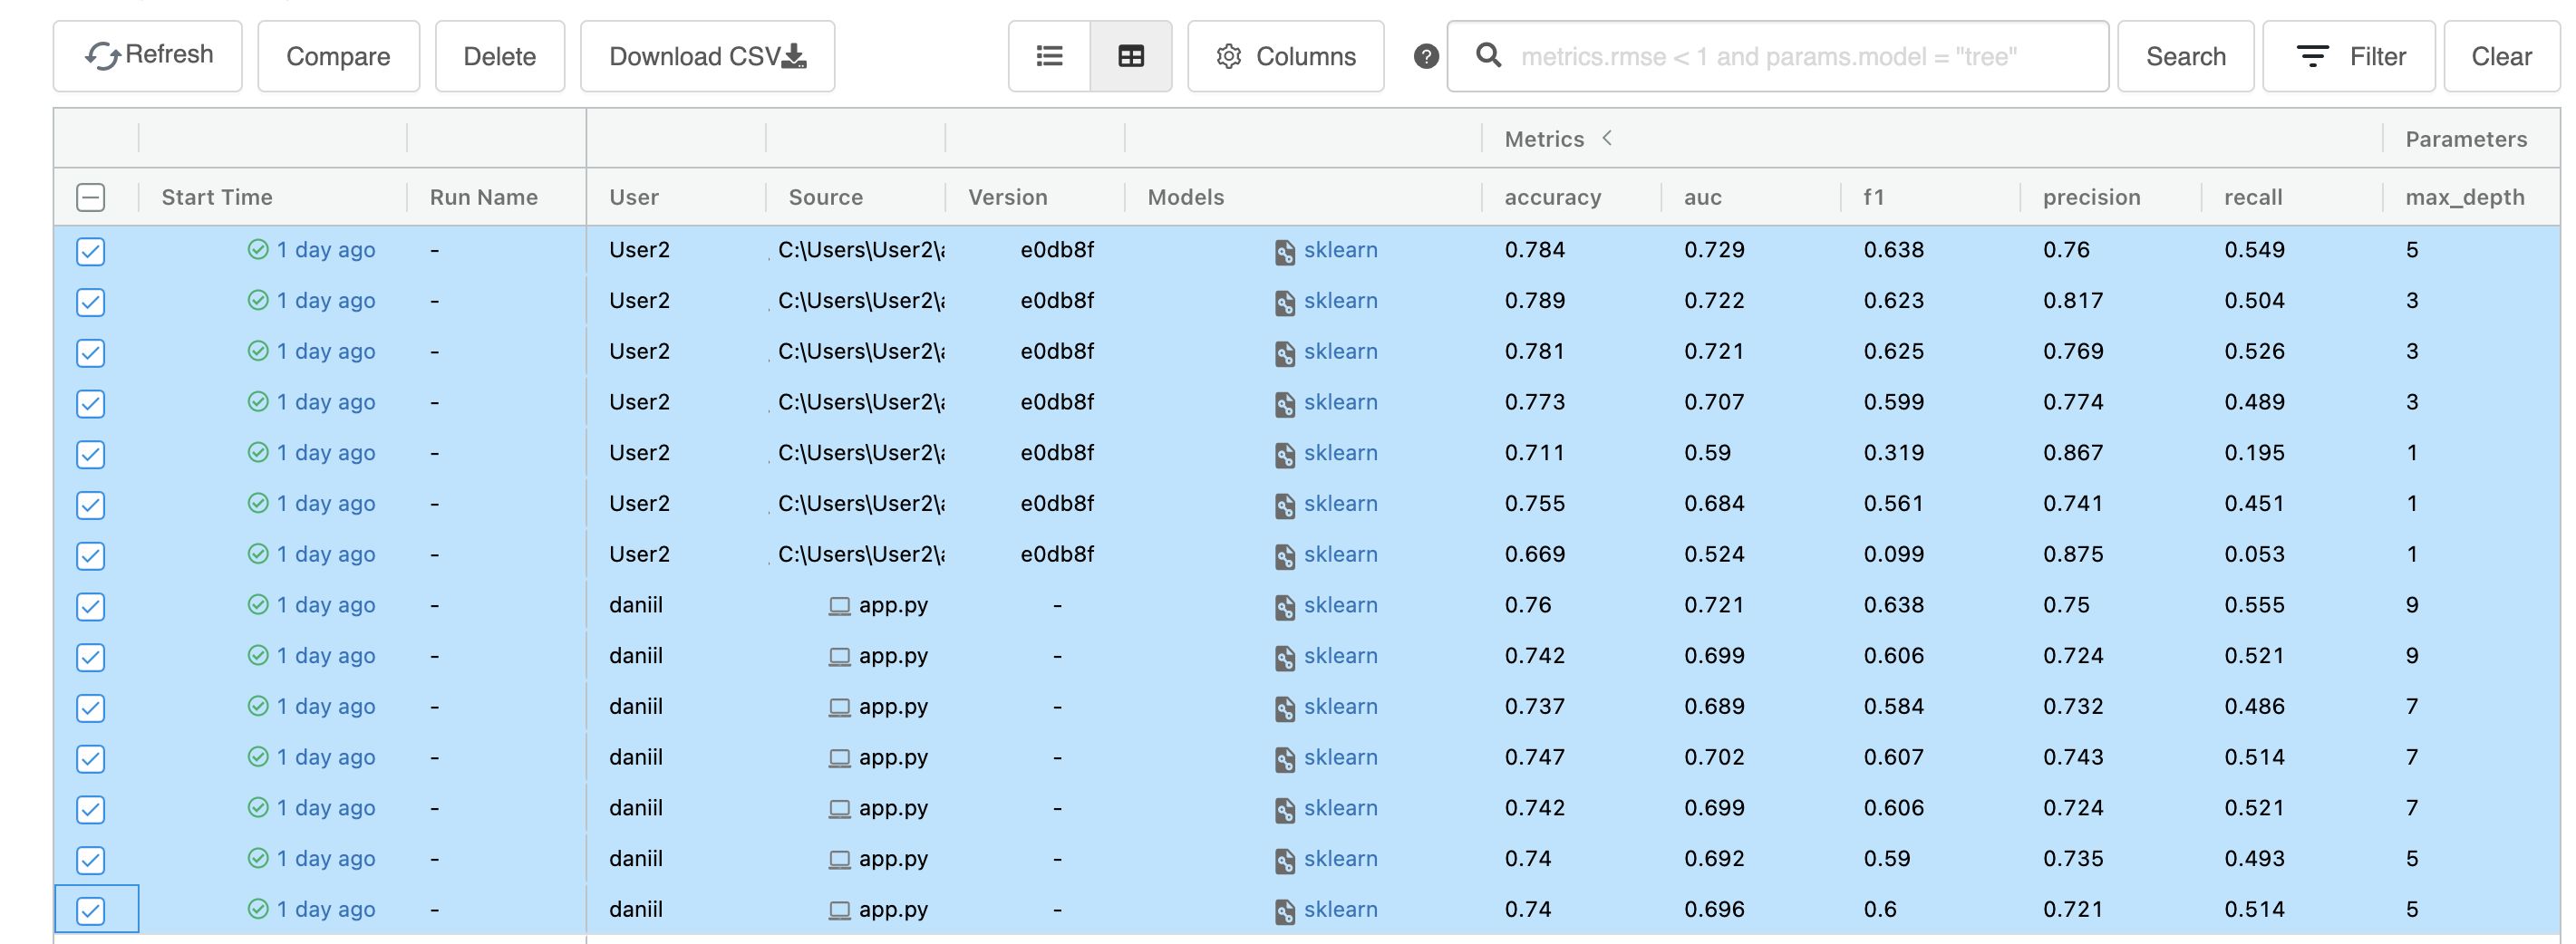 Refresh Compare Delete Download CSV Columns ? metrics.rmse < 1 and params.model = "tree" Search Filter Clear
Metrics Parameters
Start Time Run Name User Source Version Models accuracy auc f1 precision recall max_depth
1 day ago - User2 C:\Users\User2\ e0db8f sklearn 0.784 0.729 0.638 0.76 0.549 5
1 day ago - User2 C:\Users\User2\ e0db8f sklearn 0.789 0.722 0.623 0.817 0.504 3
1 day ago - User2 C:\Users\User2\ e0db8f sklearn 0.781 0.721 0.625 0.769 0.526 3
1 day ago - User2 C:\Users\User2\ e0db8f sklearn 0.773 0.707 0.599 0.774 0.489 3
1 day ago - User2 C:\Users\User2\ e0db8f sklearn 0.711 0.59 0.319 0.867 0.195 1
1 day ago - User2 C:\Users\User2\ e0db8f sklearn 0.755 0.684 0.561 0.741 0.451 1
1 day ago - User2 C:\Users\User2\ e0db8f sklearn 0.669 0.524 0.099 0.875 0.053 1
1 day ago - daniil app.py - sklearn 0.76 0.721 0.638 0.75 0.555 9
1 day ago - daniil app.py - sklearn 0.742 0.699 0.606 0.724 0.521 9
1 day ago - daniil app.py - sklearn 0.737 0.689 0.584 0.732 0.486 7
1 day ago - daniil app.py - sklearn 0.747 0.702 0.607 0.743 0.514 7
1 day ago - daniil app.py - sklearn 0.742 0.699 0.606 0.724 0.521 7
1 day ago - daniil app.py - sklearn 0.74 0.692 0.59 0.735 0.493 5
1 day ago - daniil app.py - sklearn 0.74 0.696 0.6 0.721 0.514 5